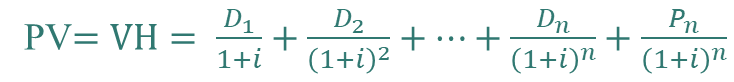 PV= VH = D₁/(1+i) + D₂/(1+i)² + ⋯ + Dₙ/(1+i)ⁿ + Pₙ/(1+i)ⁿ